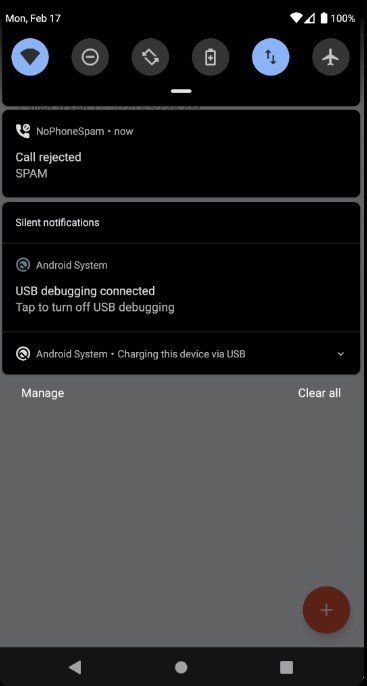 Mon, Feb 17
100%
NoPhoneSpam • now
Call rejected
SPAM
Silent notifications
Android System
USB debugging connected
Tap to turn off USB debugging
Android System • Charging this device via USB
Manage
Clear all